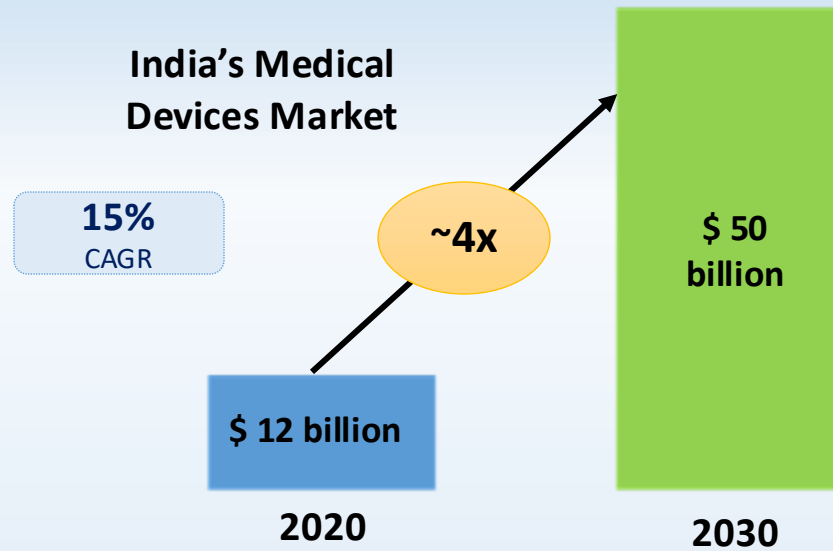 India’s Medical
Devices Market
15%
CAGR
~4x
$ 12 billion
$ 50
billion
2020
2030